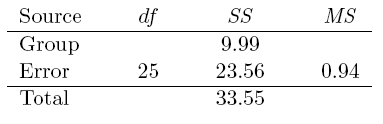 Source df SS MS
Group 9.99
Error 25 23.56 0.94
Total 33.55